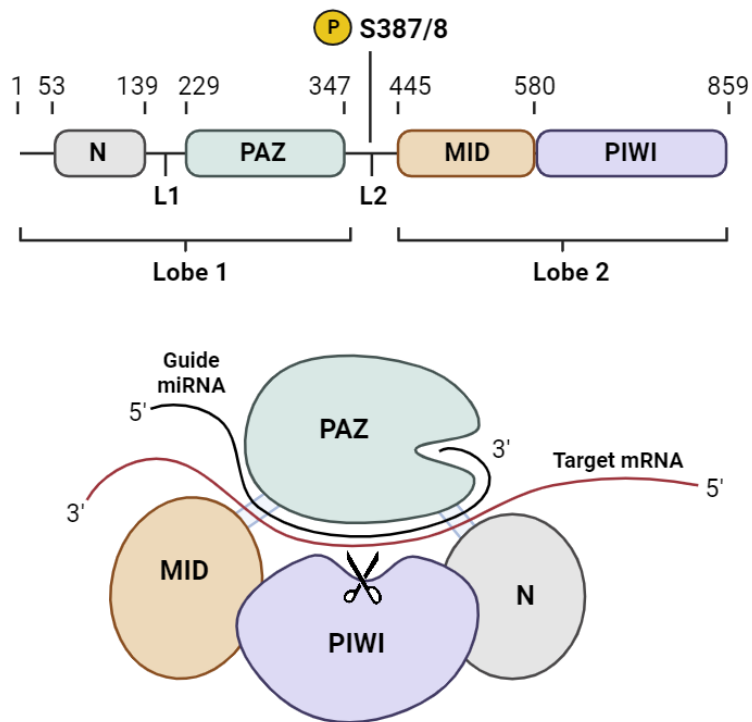 P S387/8
1 53 139 229 347 445 580 859
N PAZ MID PIWI
L1 L2
Lobe 1 Lobe 2
Guide
miRNA
5'
PAZ
3'
Target mRNA
5'
3'
MID
N
PIWI